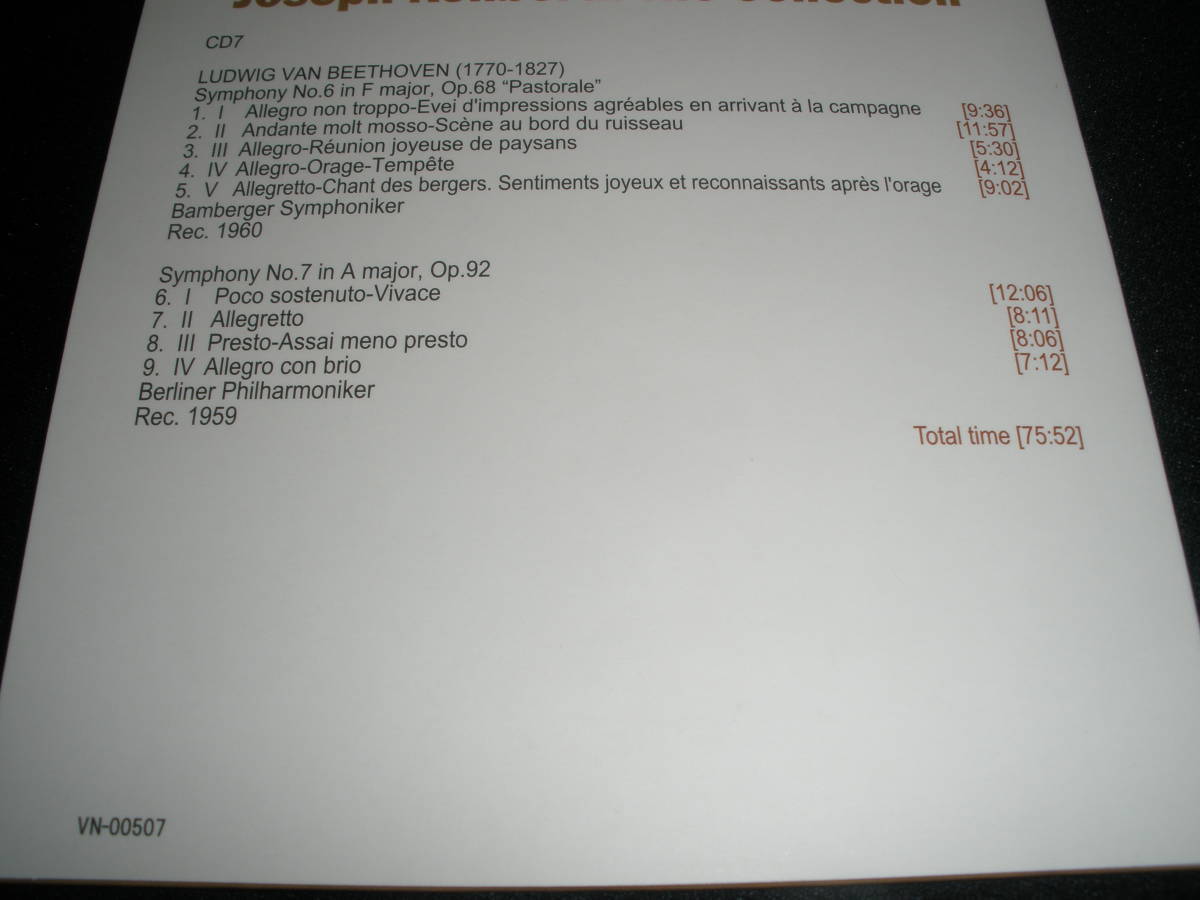 Joseph The Collection
CD7
LUDWIG VAN BEETHOVEN (1770-1827)
Symphony No.6 in F major, Op.68 “Pastorale”
1. I Allegro non troppo-Evei d'impressions agréables en arrivant à la campagne [9:36]
2. II Andante molt mosso-Scène au bord du ruisseau [11:57]
3. III Allegro-Réunion joyeuse de paysans [5:30]
4. IV Allegro-Orage-Tempête [4:12]
5. V Allegretto-Chant des bergers. Sentiments joyeux et reconnaissants après l'orage [9:02]
Bamberger Symphoniker
Rec. 1960
Symphony No.7 in A major, Op.92
6. I Poco sostenuto-Vivace [12:06]
7. II Allegretto [8:11]
8. III Presto-Assai meno presto [8:06]
9. IV Allegro con brio [7:12]
Berliner Philharmoniker
Rec. 1959
Total time [75:52]
VN-00507